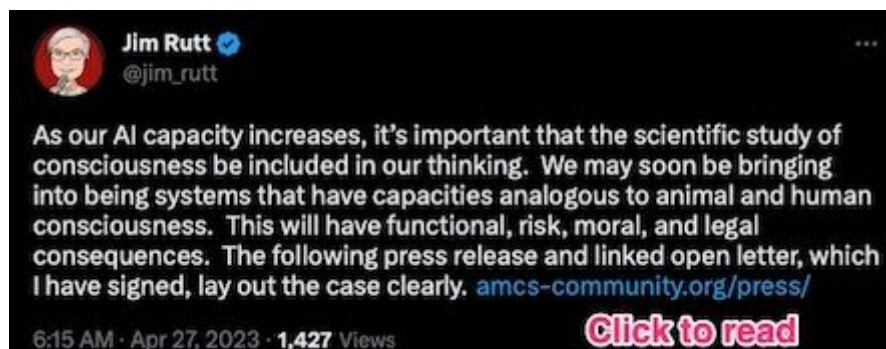 Jim Rutt
@jim_rutt
As our AI capacity increases, it's important that the scientific study of
consciousness be included in our thinking. We may soon be bringing
into being systems that have capacities analogous to animal and human
consciousness. This will have functional, risk, moral, and legal
consequences. The following press release and linked open letter, which
I have signed, lay out the case clearly. amcs-community.org/press/
6:15 AM · Apr 27, 2023 · 1,427 Views
Click to read